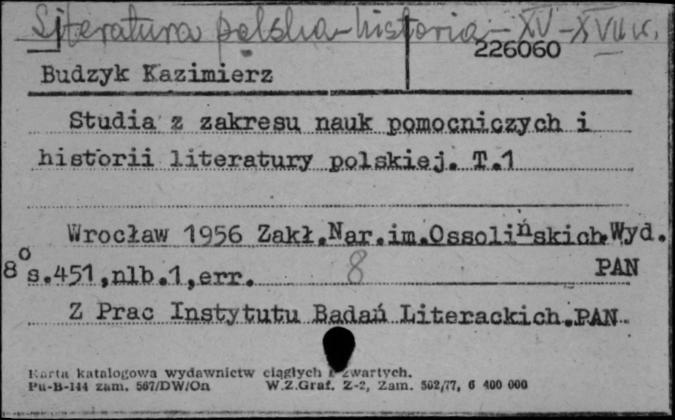 Literatura polska-historia-XV-XVII w.
226060
Budzyk Kazimierz
Studia z zakresu nauk pomocniczych i
historii literatury polskiej. T.1
Wrocław 1956 Zakł.Nar.im.Ossolińskich.Wyd.
PAN
8° s.451,nlb.1,err. 8
Z Prac Instytutu Badań Literackich.PAN
Karta katalogowa wydawnictw ciągłych i zwartych.
Pu-B-144 zam. 567/DW/On W.Z.Graf. Z-2, Zam. 502/77, 6 400 000